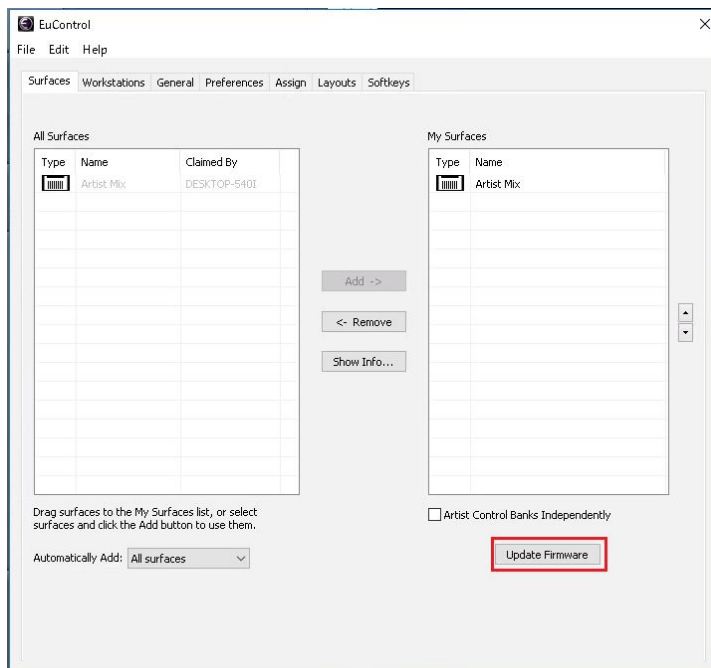 EuControl
File Edit Help
Surfaces Workstations General Preferences Assign Layouts Softkeys
All Surfaces
Type Name Claimed By
Artist Mix DESKTOP-540I
Add ->
<- Remove
Show Info...
My Surfaces
Type Name
Artist Mix
Drag surfaces to the My Surfaces list, or select
surfaces and click the Add button to use them.
Automatically Add: All surfaces
Artist Control Banks Independently
Update Firmware